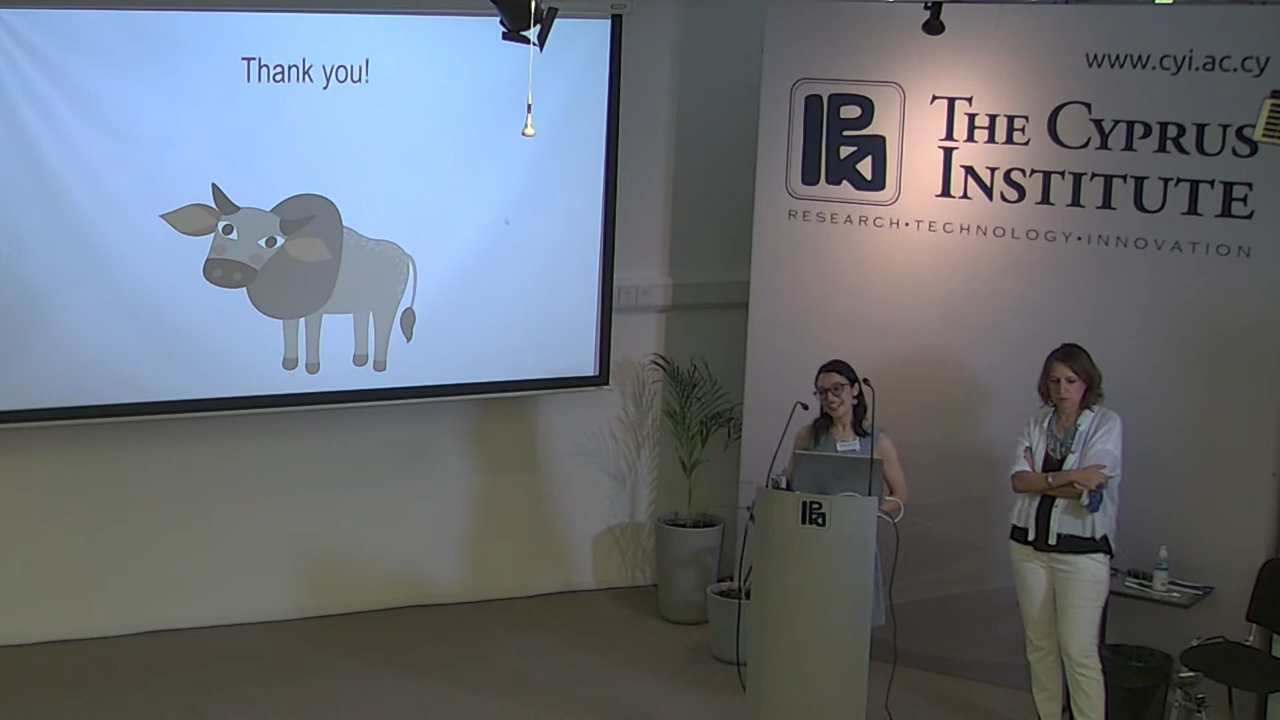 Thank you!
www.cyi.ac.cy
THE CYPRUS
INSTITUTE
RESEARCH•TECHNOLOGY•INNOVATION